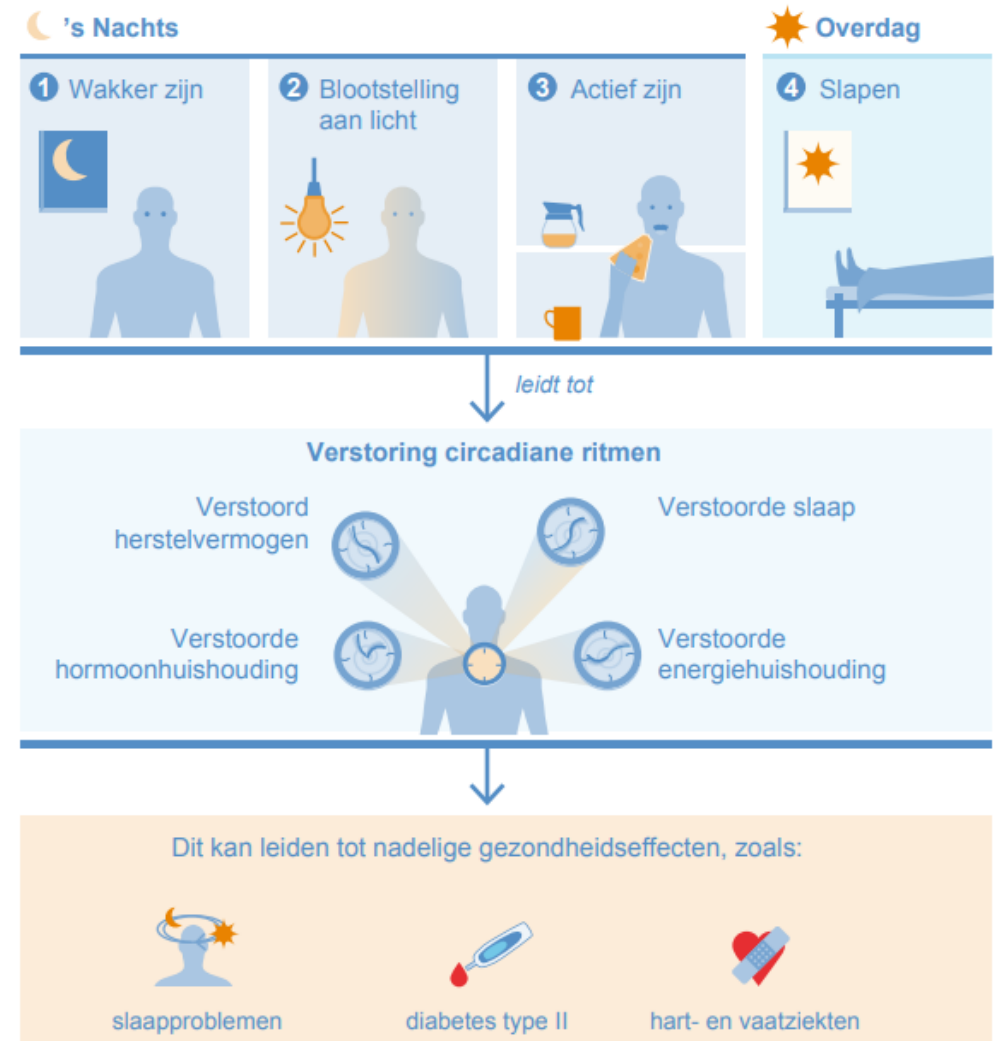 's Nachts
Overdag
1 Wakker zijn
2 Blootstelling
aan licht
3 Actief zijn
4 Slapen
leidt tot
Verstoring circadiane ritmen
Verstoord
herstelvermogen
Verstoorde slaap
Verstoorde
hormoonhuishouding
Verstoorde
energiehuishouding
Dit kan leiden tot nadelige gezondheidseffecten, zoals:
slaapproblemen
diabetes type II
hart- en vaatziekten